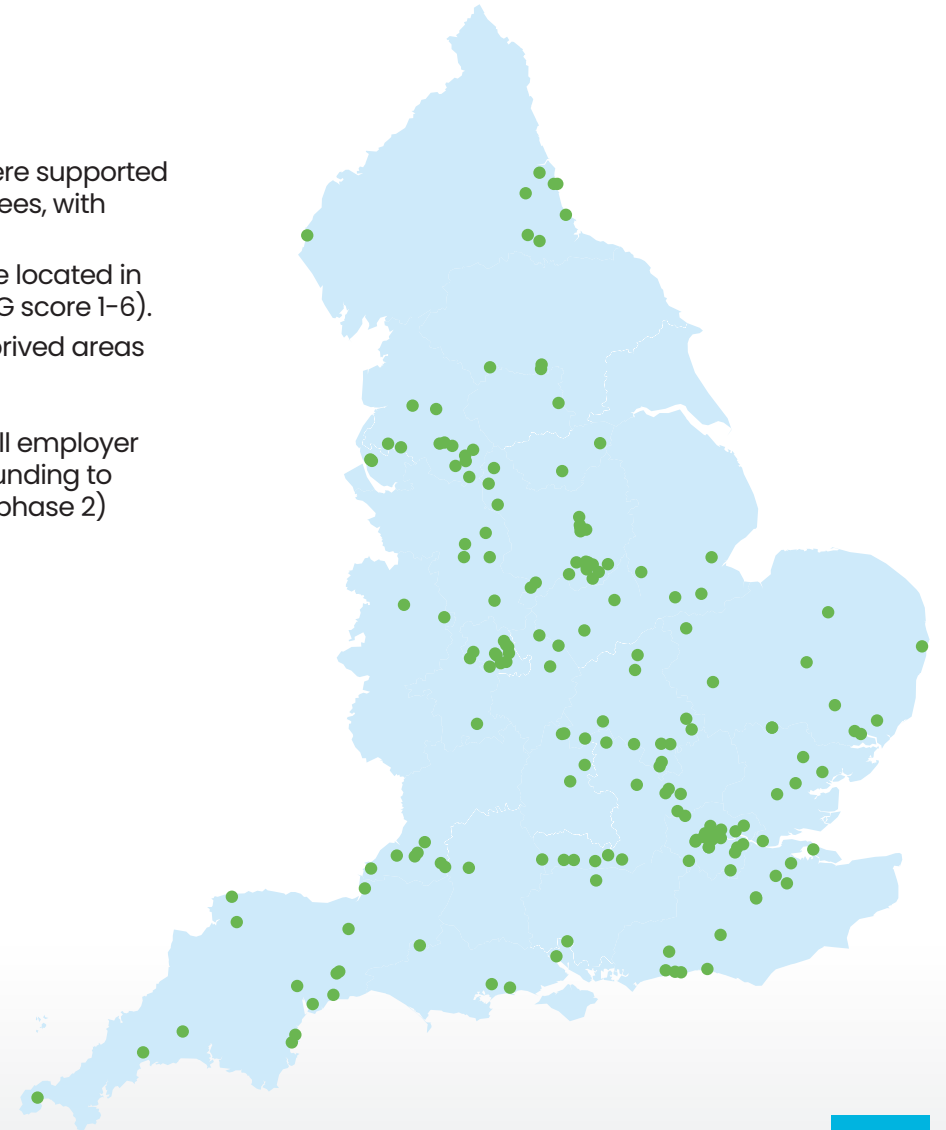 ere supported
ees, with
e located in
G score 1-6).
prived areas
ll employer
unding to
phase 2)